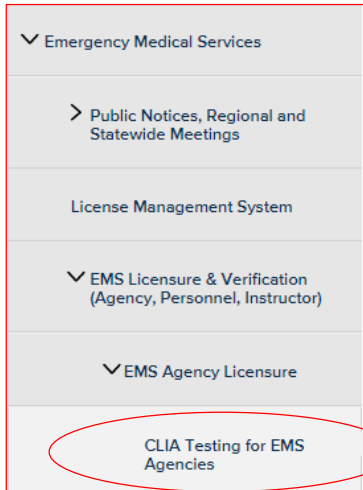 Emergency Medical Services
Public Notices, Regional and
Statewide Meetings
License Management System
EMS Licensure & Verification
(Agency, Personnel, Instructor)
EMS Agency Licensure
CLIA Testing for EMS
Agencies